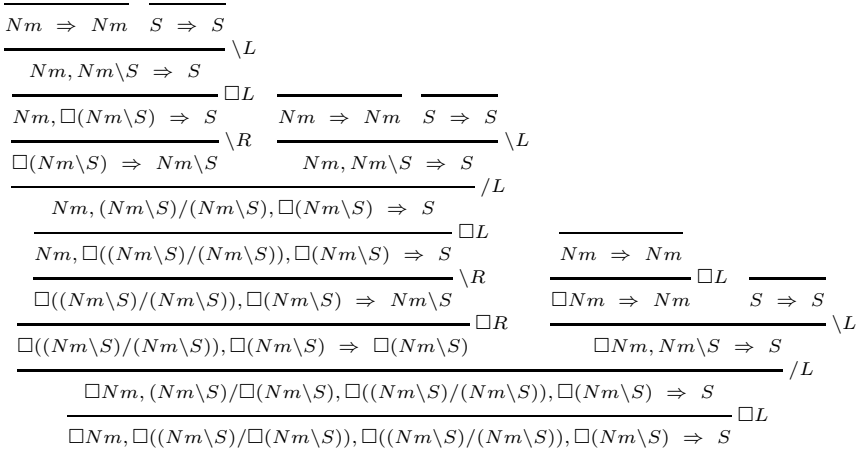 Nm ⇒ Nm S ⇒ S
\L
Nm, Nm\S ⇒ S
□L
Nm, □(Nm\S) ⇒ S Nm ⇒ Nm S ⇒ S
\R \L
□(Nm\S) ⇒ Nm\S Nm, Nm\S ⇒ S
/L
Nm, (Nm\S)/(Nm\S), □(Nm\S) ⇒ S
□L
Nm, □((Nm\S)/(Nm\S)), □(Nm\S) ⇒ S Nm ⇒ Nm
\R □L
□((Nm\S)/(Nm\S)), □(Nm\S) ⇒ Nm\S □Nm ⇒ Nm S ⇒ S
□R \L
□((Nm\S)/(Nm\S)), □(Nm\S) ⇒ □(Nm\S) □Nm, Nm\S ⇒ S
/L
□Nm, (Nm\S)/□(Nm\S), □((Nm\S)/(Nm\S)), □(Nm\S) ⇒ S
□L
□Nm, □((Nm\S)/□(Nm\S)), □((Nm\S)/(Nm\S)), □(Nm\S) ⇒ S